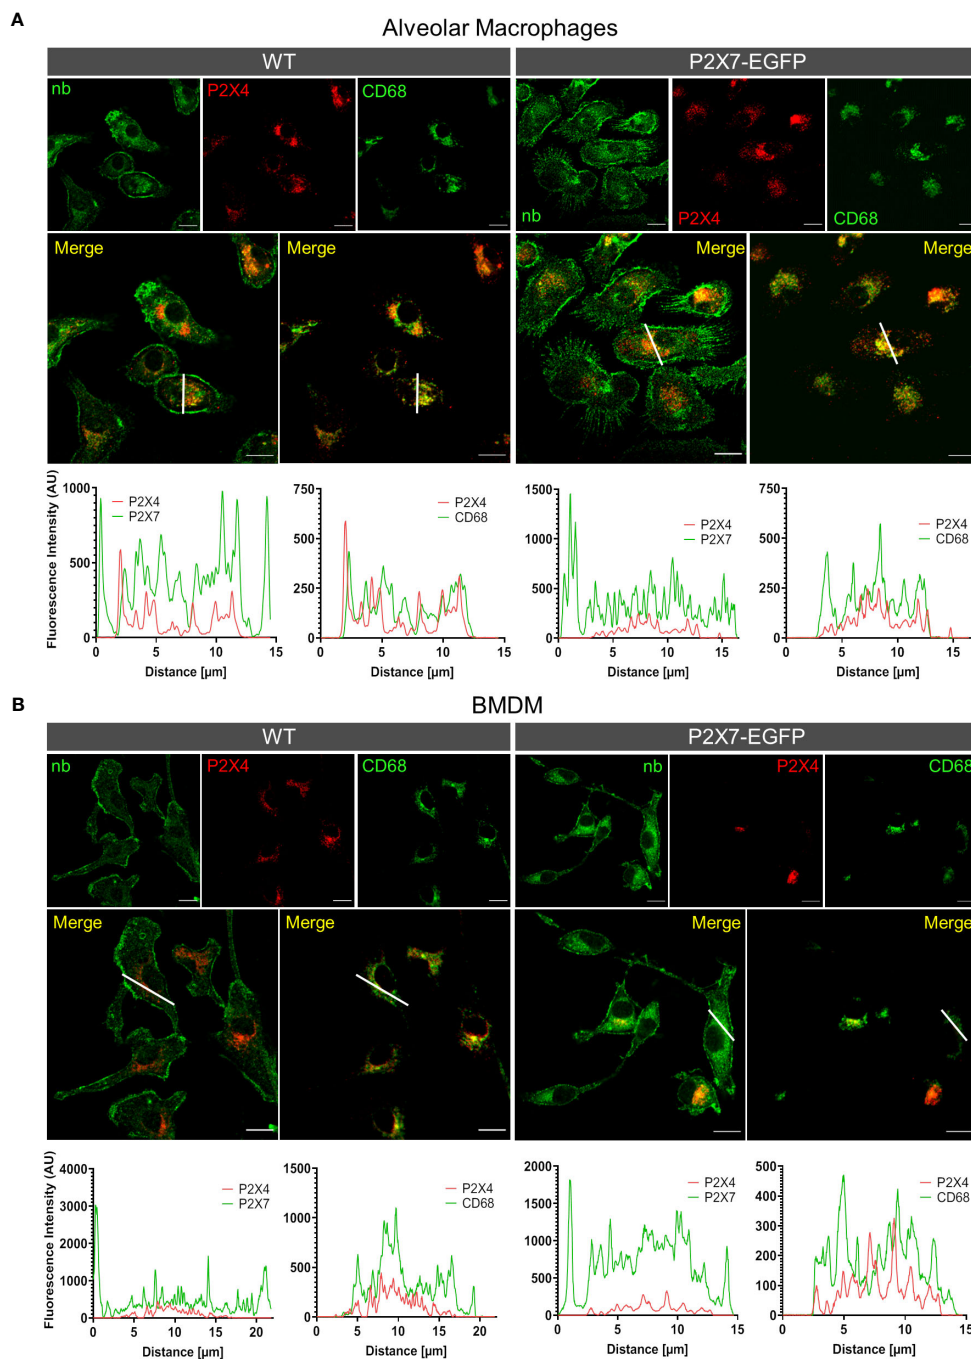 A
Alveolar Macrophages
WT
P2X7-EGFP
nb
P2X4
CD68
nb
P2X4
CD68
Merge
Merge
Merge
Merge
Fluorescence Intensity (AU)
1000
500
0
P2X4
P2X7
0 5 10 15
Distance [µm]
750
500
250
0
P2X4
CD68
0 5 10 15
Distance [µm]
1500
1000
500
0
P2X4
P2X7
0 5 10 15
Distance [µm]
750
500
250
0
P2X4
CD68
0 5 10 15
Distance [µm]
B
BMDM
WT
P2X7-EGFP
nb
P2X4
CD68
nb
P2X4
CD68
Merge
Merge
Merge
Merge
Fluorescence Intensity (AU)
4000
3000
2000
1000
0
P2X4
P2X7
0 5 10 15 20
Distance [µm]
1500
1000
500
0
P2X4
CD68
0 5 10 15 20
Distance [µm]
2000
1500
1000
500
0
P2X4
P2X7
0 5 10 15
Distance [µm]
500
400
300
200
100
0
P2X4
CD68
0 5 10 15
Distance [µm]